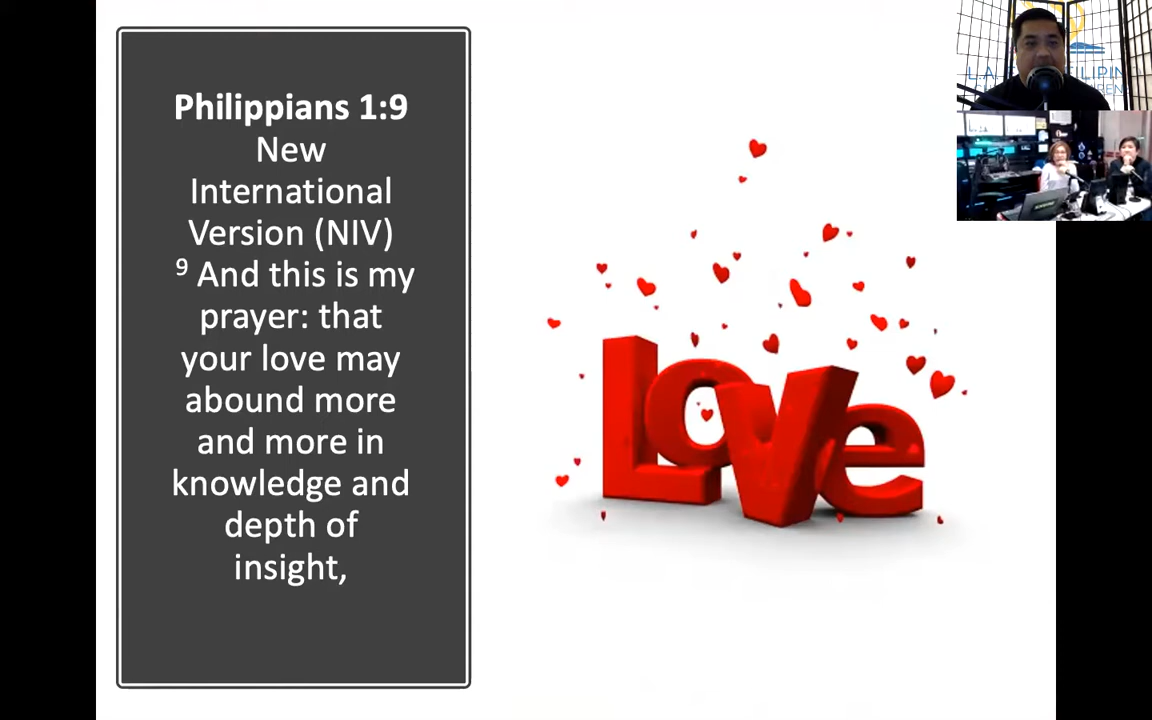 Philippians 1:9
New
International
Version (NIV)
9 And this is my
prayer: that
your love may
abound more
and more in
knowledge and
depth of
insight,
Love
L.A.